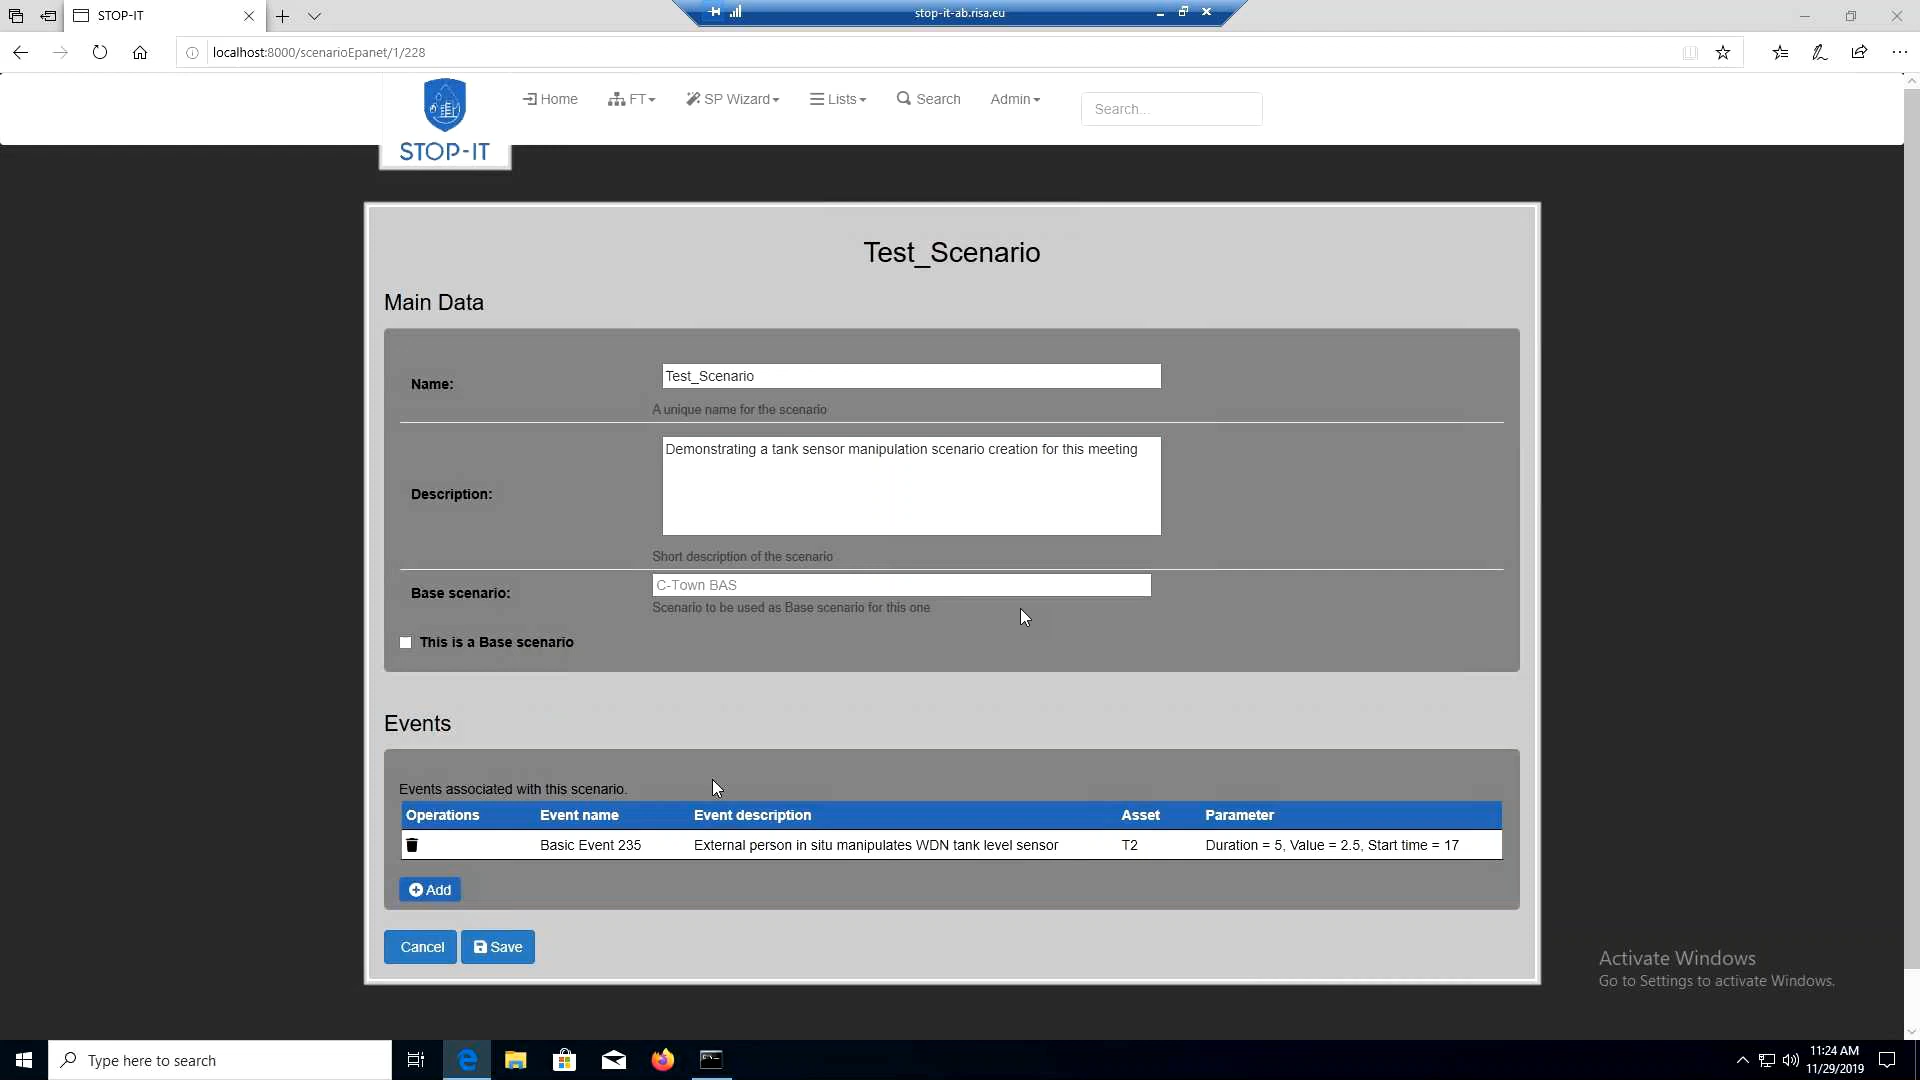 STOP-IT
stop-it-ab.risa.eu
localhost:8000/scenarioEpanet/1/228
STOP-IT
Home
FT
SP Wizard
Lists
Search
Admin
Search...
Test_Scenario
Main Data
Name:
Test_Scenario
A unique name for the scenario
Description:
Demonstrating a tank sensor manipulation scenario creation for this meeting
Short description of the scenario
Base scenario:
C-Town BAS
Scenario to be used as Base scenario for this one
This is a Base scenario
Events
Events associated with this scenario.
Operations Event name Event description Asset Parameter
Basic Event 235 External person in situ manipulates WDN tank level sensor T2 Duration = 5, Value = 2.5, Start time = 17
Add
Cancel
Save
Activate Windows
Go to Settings to activate Windows.
Type here to search
11:24 AM
11/29/2019